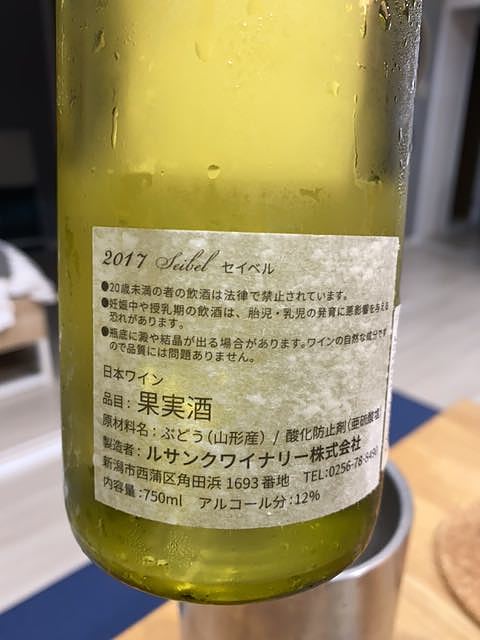 2017 Seibel セイベル
●20歳未満の者の飲酒は法律で禁止されています。
●妊娠中や授乳期の飲酒は、胎児・乳児の発育に悪影響を与える
恐れがあります。
●瓶底に澱や結晶が出る場合があります。ワインの自然な成分です
ので品質には問題ありません。
日本ワイン
品目：果実酒
原材料名：ぶどう（山形産）/ 酸化防止剤（亜硫酸塩）
製造者：ルサンクワイナリー株式会社
新潟市西蒲区角田浜 1693 番地 TEL:0256-78-8490
内容量：750ml アルコール分：12%